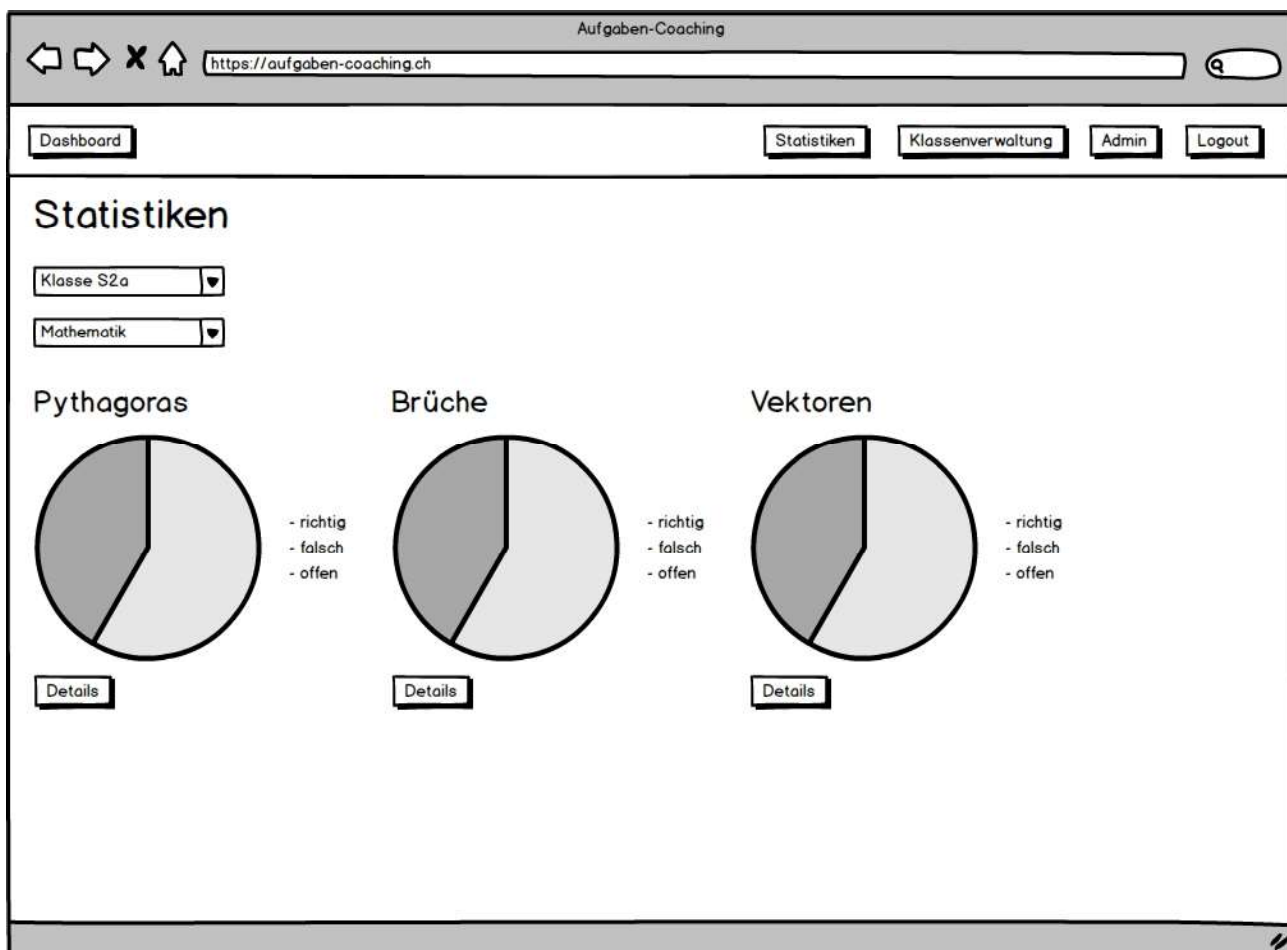 Aufgaben-Coaching
https://aufgaben-coaching.ch
Dashboard Statistiken Klassenverwaltung Admin Logout
Statistiken
Klasse S2a
Mathematik
Pythagoras Brüche Vektoren
- richtig - richtig - richtig
- falsch - falsch - falsch
- offen - offen - offen
Details Details Details